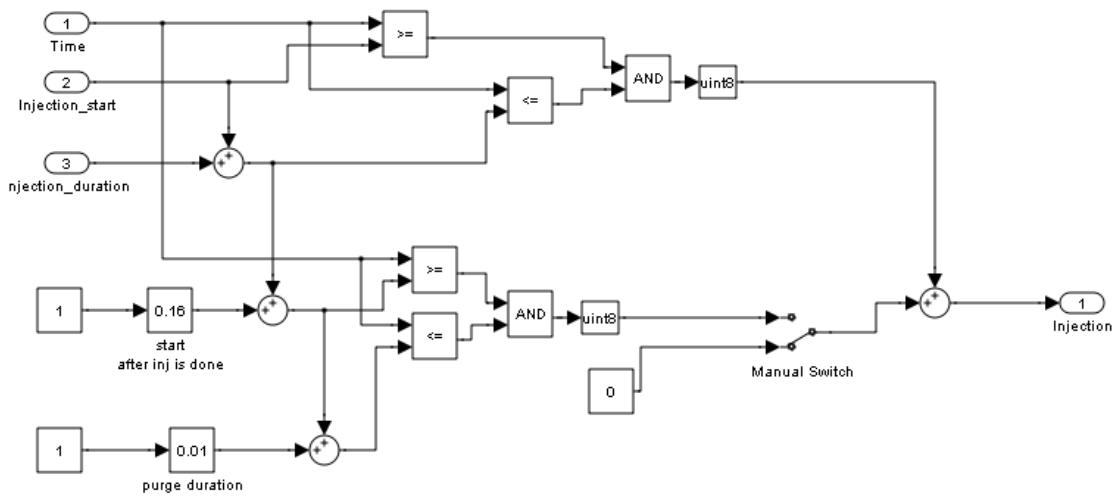 1
Time
>=
2
Injection_start
<=
AND
uint8
3
njection_duration
++
>=
1
0.16
start
after inj is done
++
<=
AND
uint8
0
Manual Switch
++
1
Injection
1
0.01
purge duration
++